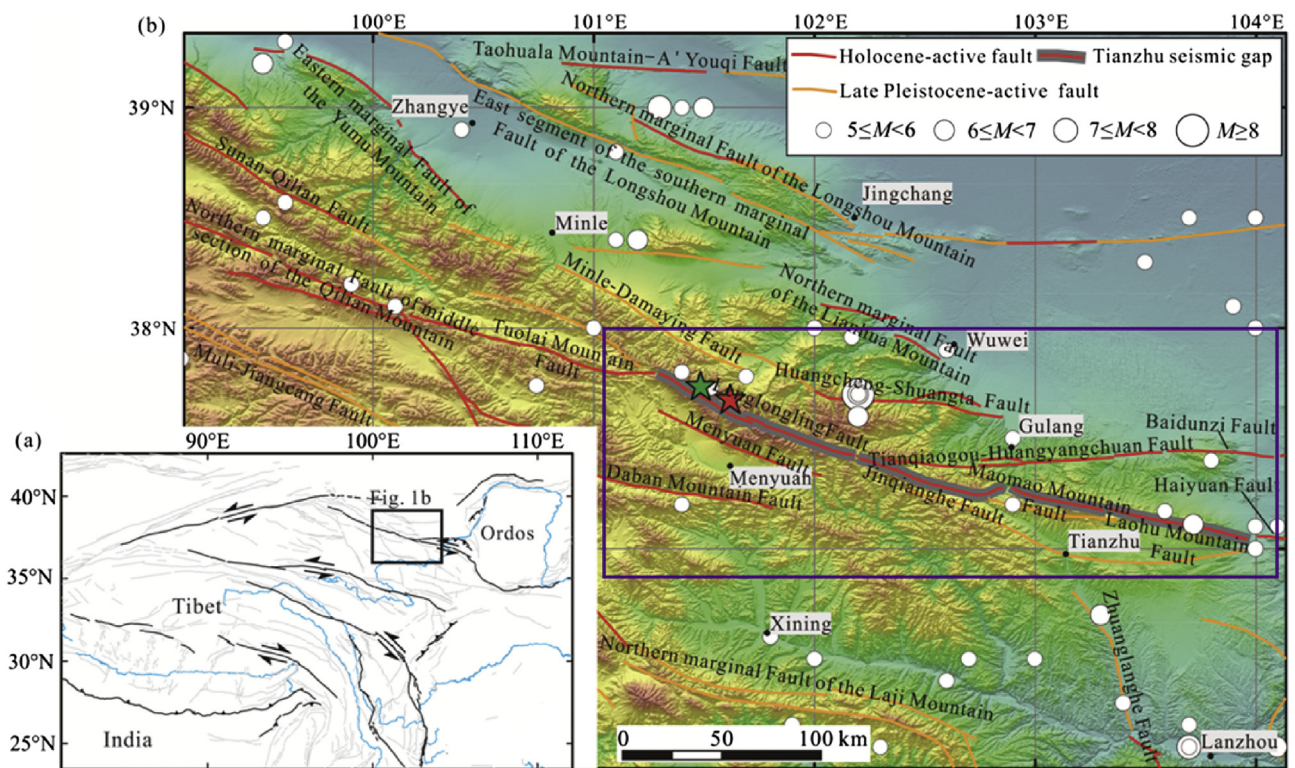 (b)
100°E
101°E
102°E
103°E
104°E
Taohuala Mountain−A' Youqi Fault
Holocene-active fault
Tianzhu seismic gap
Late Pleistocene-active fault
5≤M<6
6≤M<7
7≤M<8
M≥8
39°N
38°N
Eastern marginal Fault of
the Yumu Mountain
Zhangye
Northern marginal Fault of the Longshou Mountain
East segment of the southern marginal
Fault of the Longshou Mountain
Jingchang
Sunan-Qilian Fault
Minle
Northern marginal Fault of middle
section of the Qilian Mountain
Minle-Damaying Fault
Northern marginal Fault
of the Lianhua Mountain
Wuwei
Tuolai Mountain
Fault
Muli-Jiangcang Fault
Huangcheng-Shuangta Fault
Gulang
Baidunzi Fault
Menyuan Fault
Tianqiaogou-Huangyangchuan Fault
Menyuah
Daban Mountain Fault
Jinqianghe Fault
Maomao Mountain
Fault
Haiyuan Fault
Laohu Mountain
Fault
Tianzhu
Xining
Zhuanglanghe Fault
Northern marginal Fault of the Laji Mountain
Lanzhou
0
50
100 km
(a)
90°E
100°E
110°E
40°N
35°N
30°N
25°N
Fig. 1b
Ordos
Tibet
India